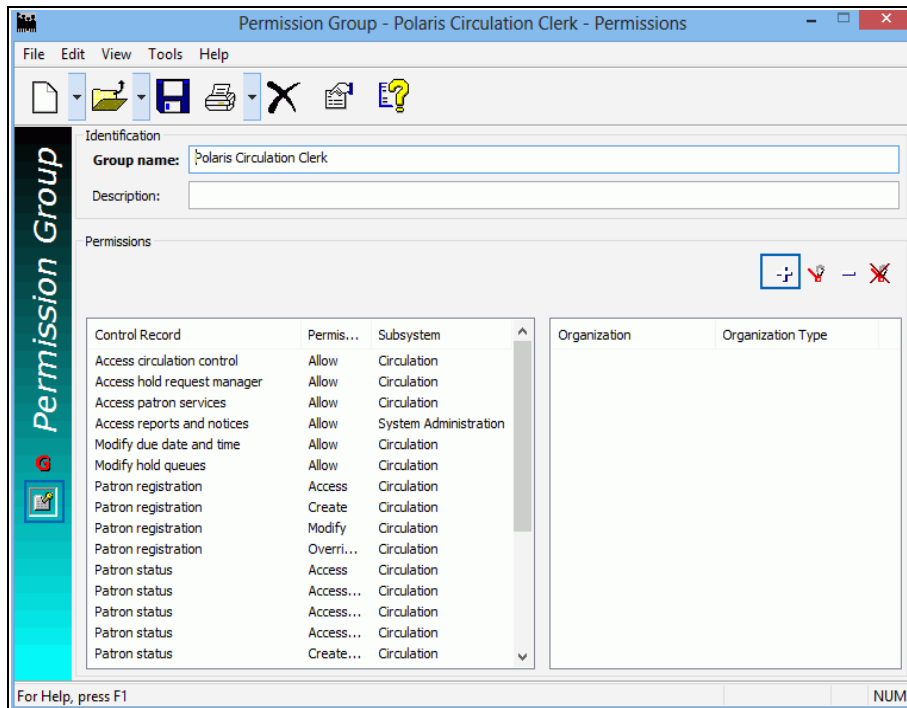 Permission Group - Polaris Circulation Clerk - Permissions
File Edit View Tools Help
Permission Group
G
Identification
Group name: Polaris Circulation Clerk
Description:
Permissions
Control Record Permis... Subsystem
Access circulation control Allow Circulation
Access hold request manager Allow Circulation
Access patron services Allow Circulation
Access reports and notices Allow System Administration
Modify due date and time Allow Circulation
Modify hold queues Allow Circulation
Patron registration Access Circulation
Patron registration Create Circulation
Patron registration Modify Circulation
Patron registration Overri... Circulation
Patron status Access Circulation
Patron status Access... Circulation
Patron status Access... Circulation
Patron status Access... Circulation
Patron status Create... Circulation
Organization Organization Type
For Help, press F1 NUM